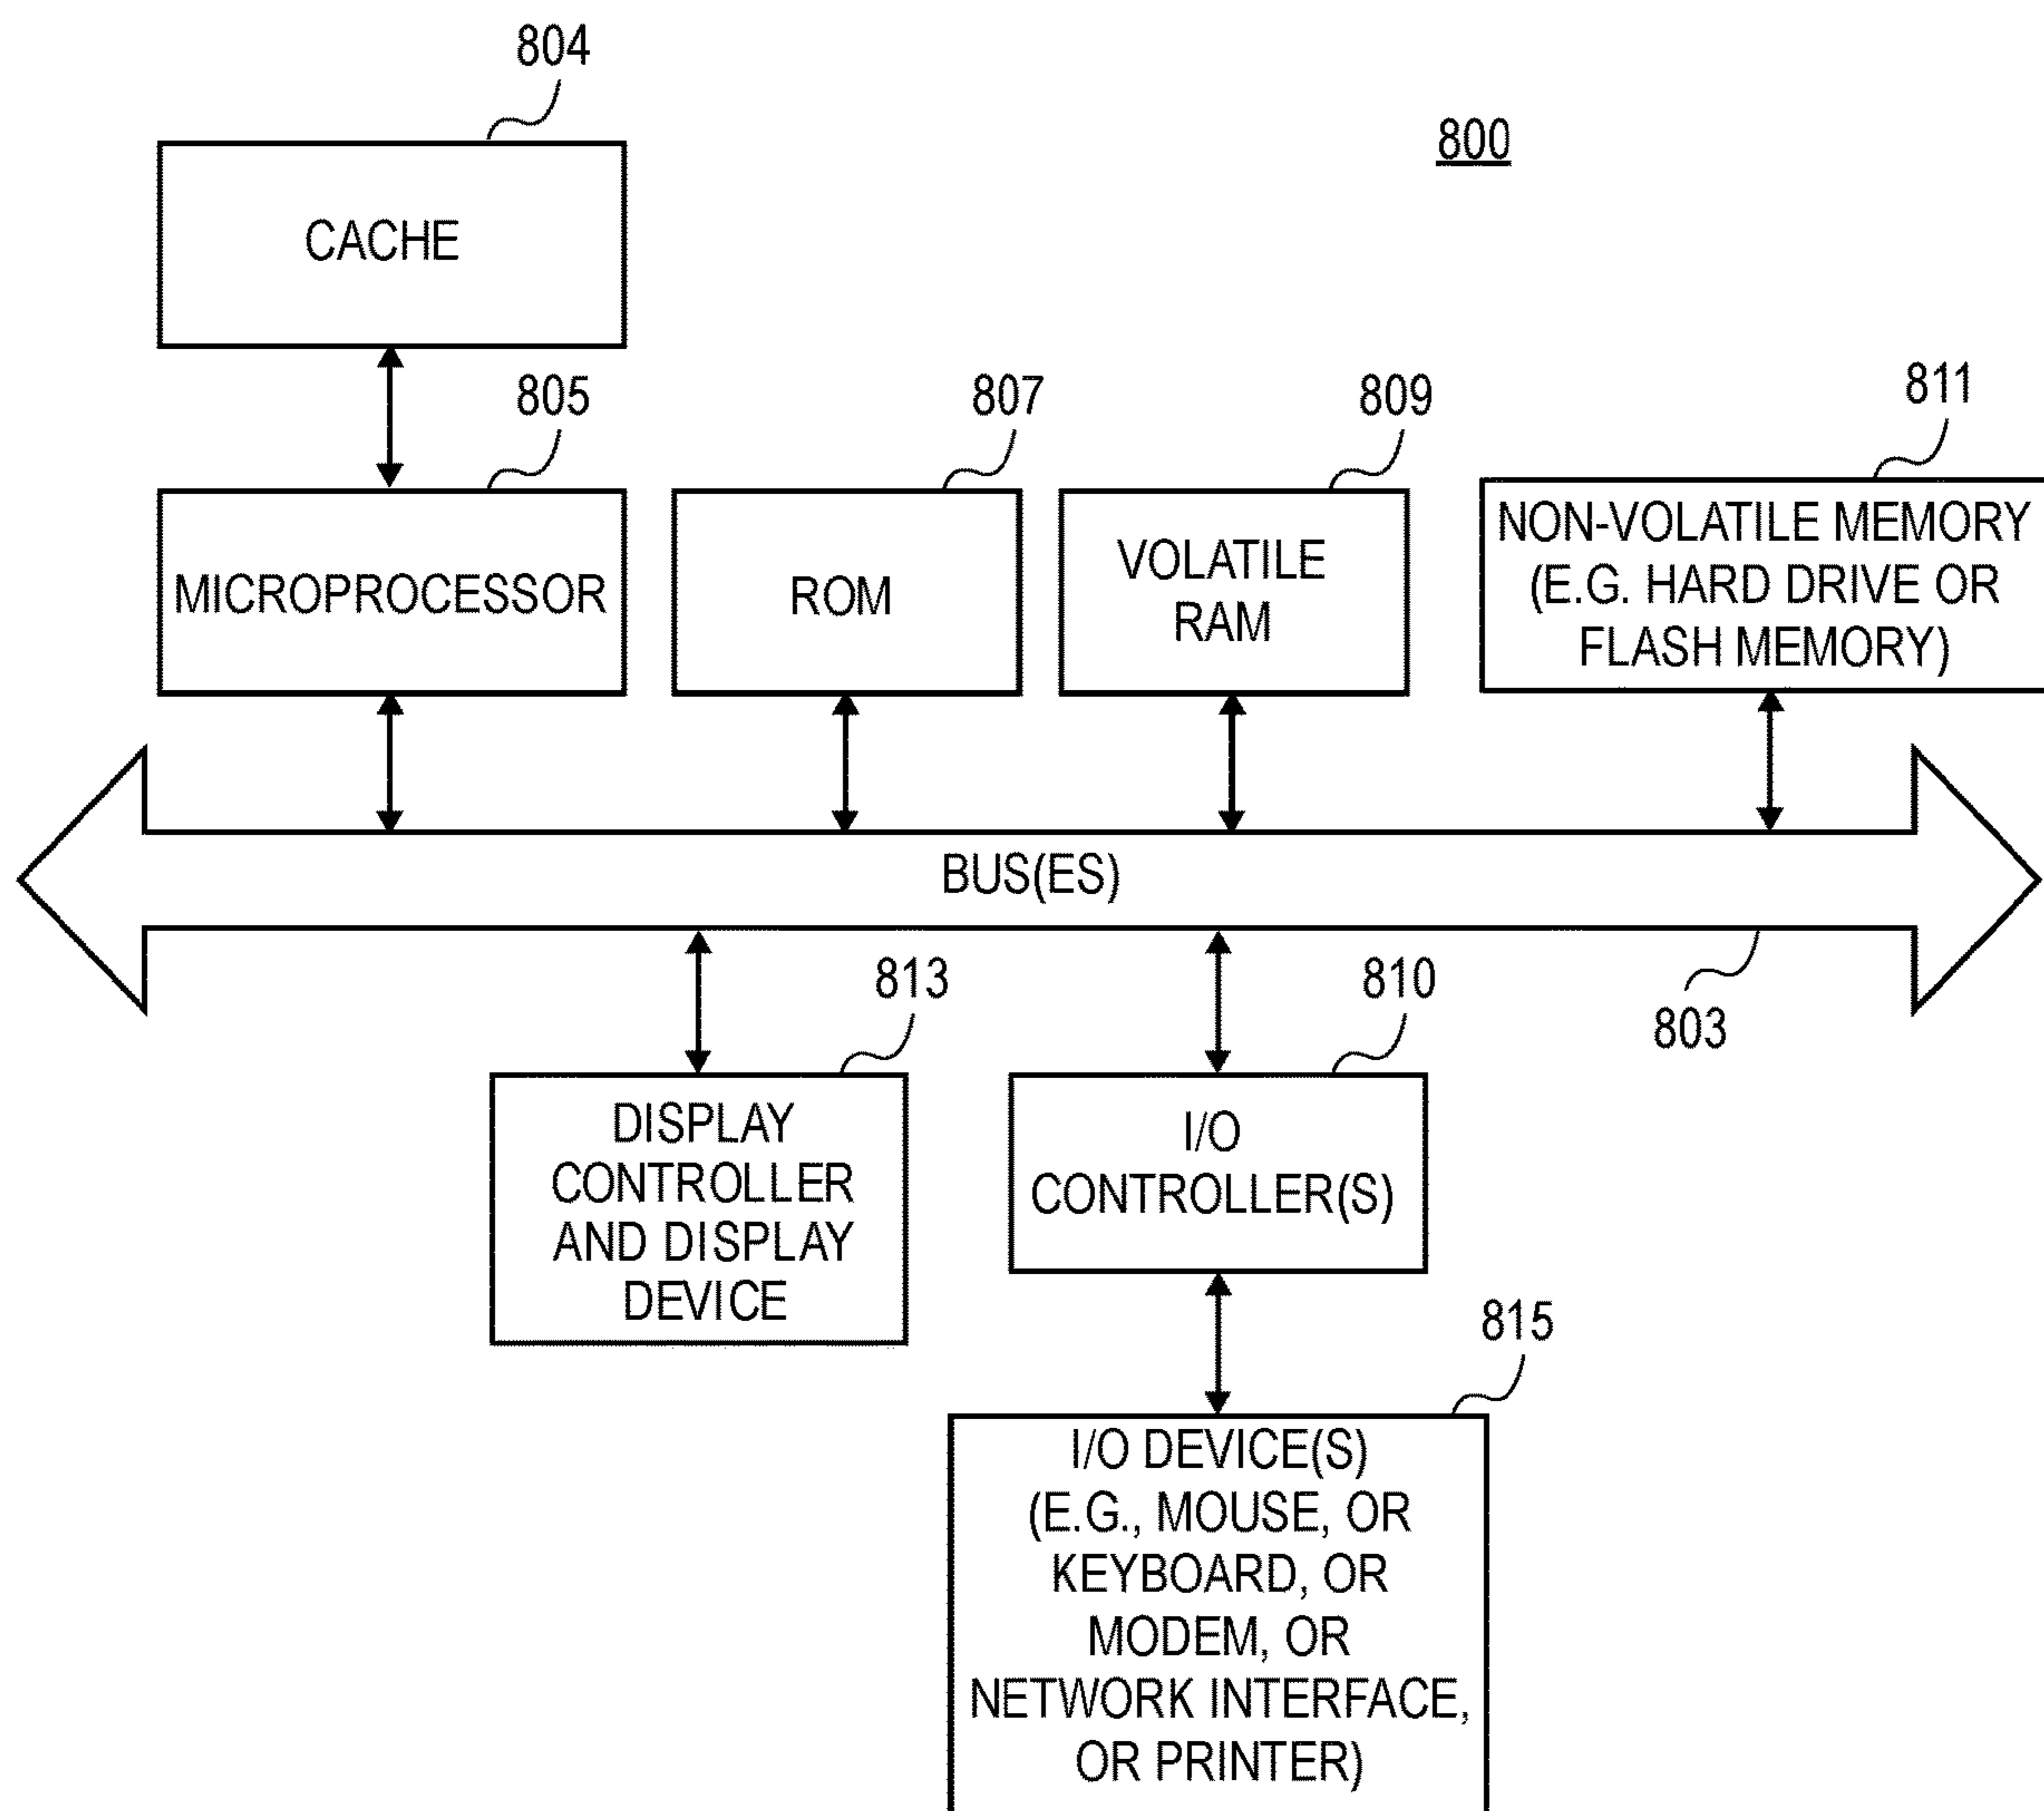 804
800
CACHE
805
807
809
811
MICROPROCESSOR
ROM
VOLATILE
RAM
NON-VOLATILE MEMORY
(E.G. HARD DRIVE OR
FLASH MEMORY)
BUS(ES)
813
810
803
DISPLAY
CONTROLLER
AND DISPLAY
DEVICE
I/O
CONTROLLER(S)
815
I/O DEVICE(S)
(E.G., MOUSE, OR
KEYBOARD, OR
MODEM, OR
NETWORK INTERFACE,
OR PRINTER)